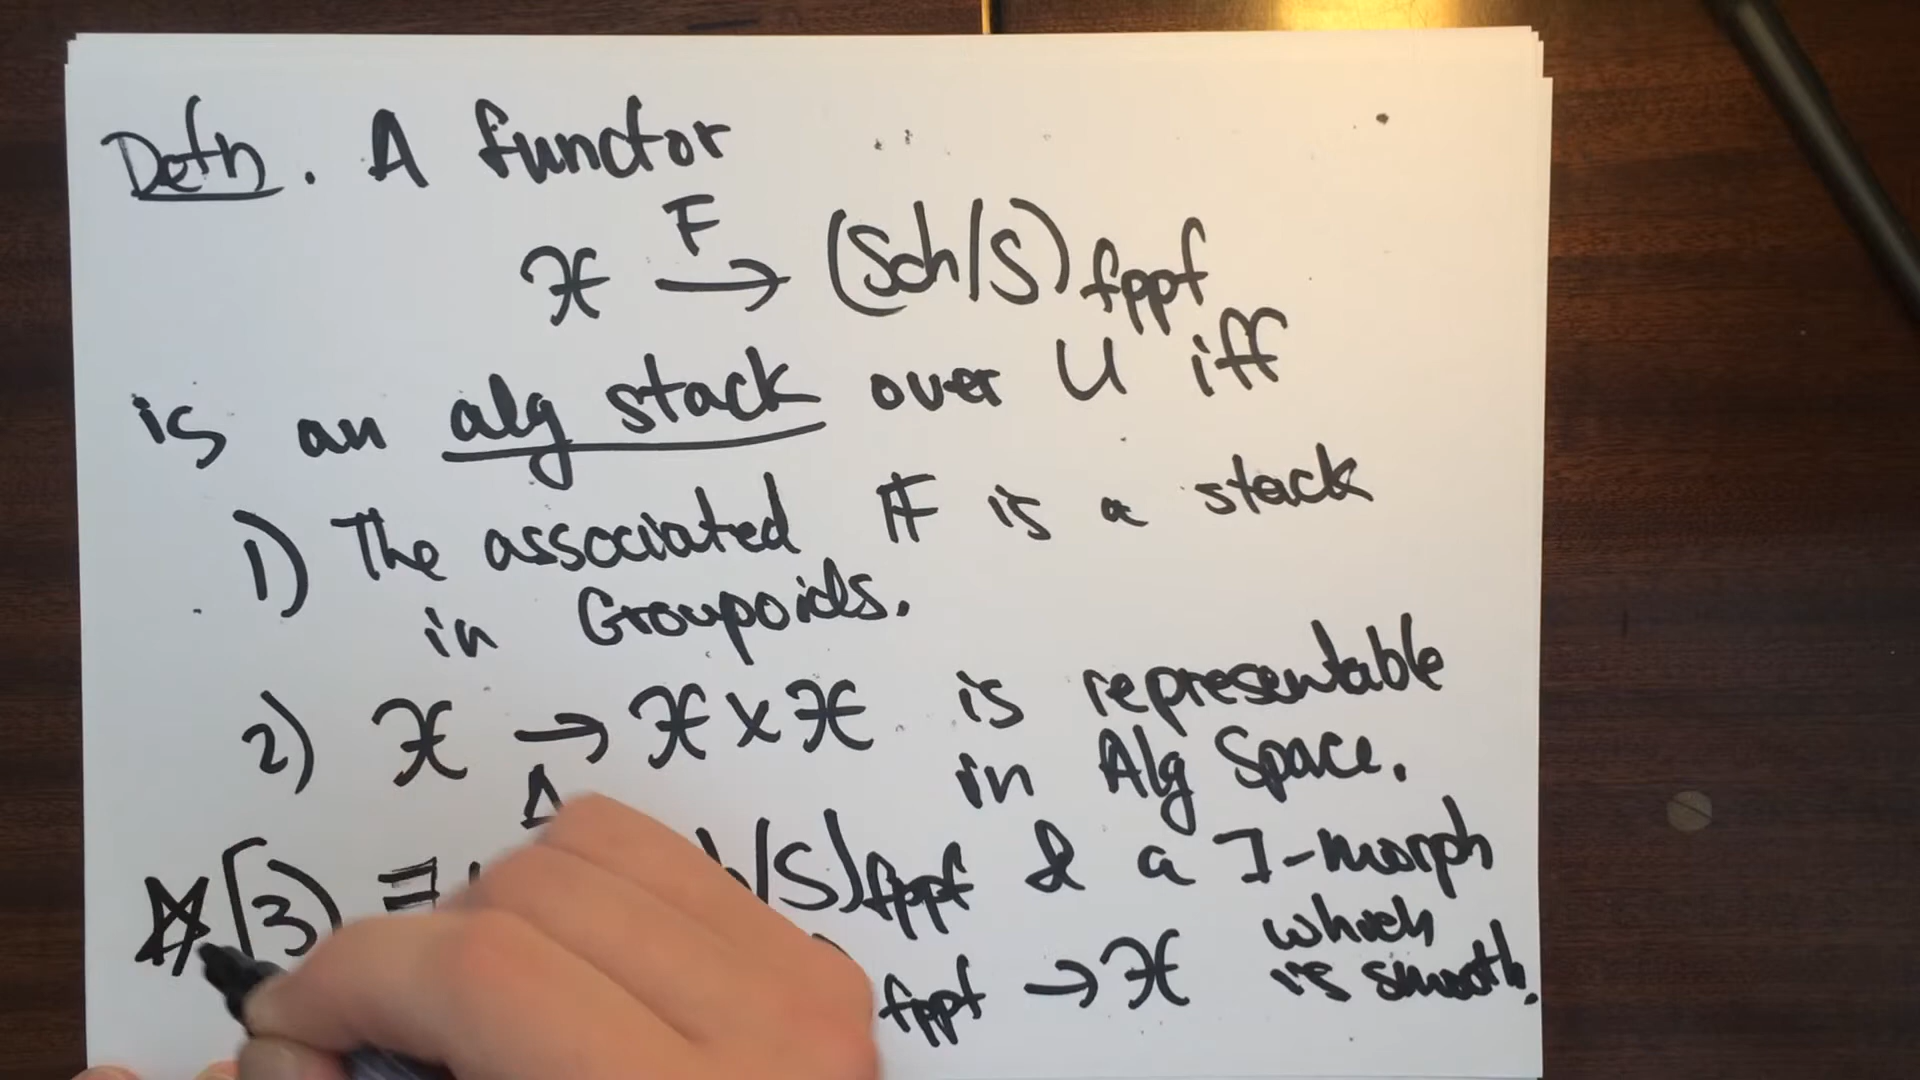 Defn. A functor
F
𝓗 → (Sch/S)fppf
is an alg stack over U iff
1) The associated F is a stack
in Groupoids.
2) 𝓗 → 𝓗 x 𝓗 is representable
Δ in Alg Space.
3) ∃ /S)fppf & a 1-morph
fppf → 𝓗 which
is smooth.